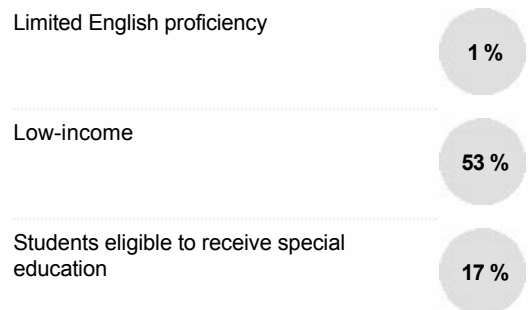 Limited English proficiency
1 %
Low-income
53 %
Students eligible to receive special
education
17 %